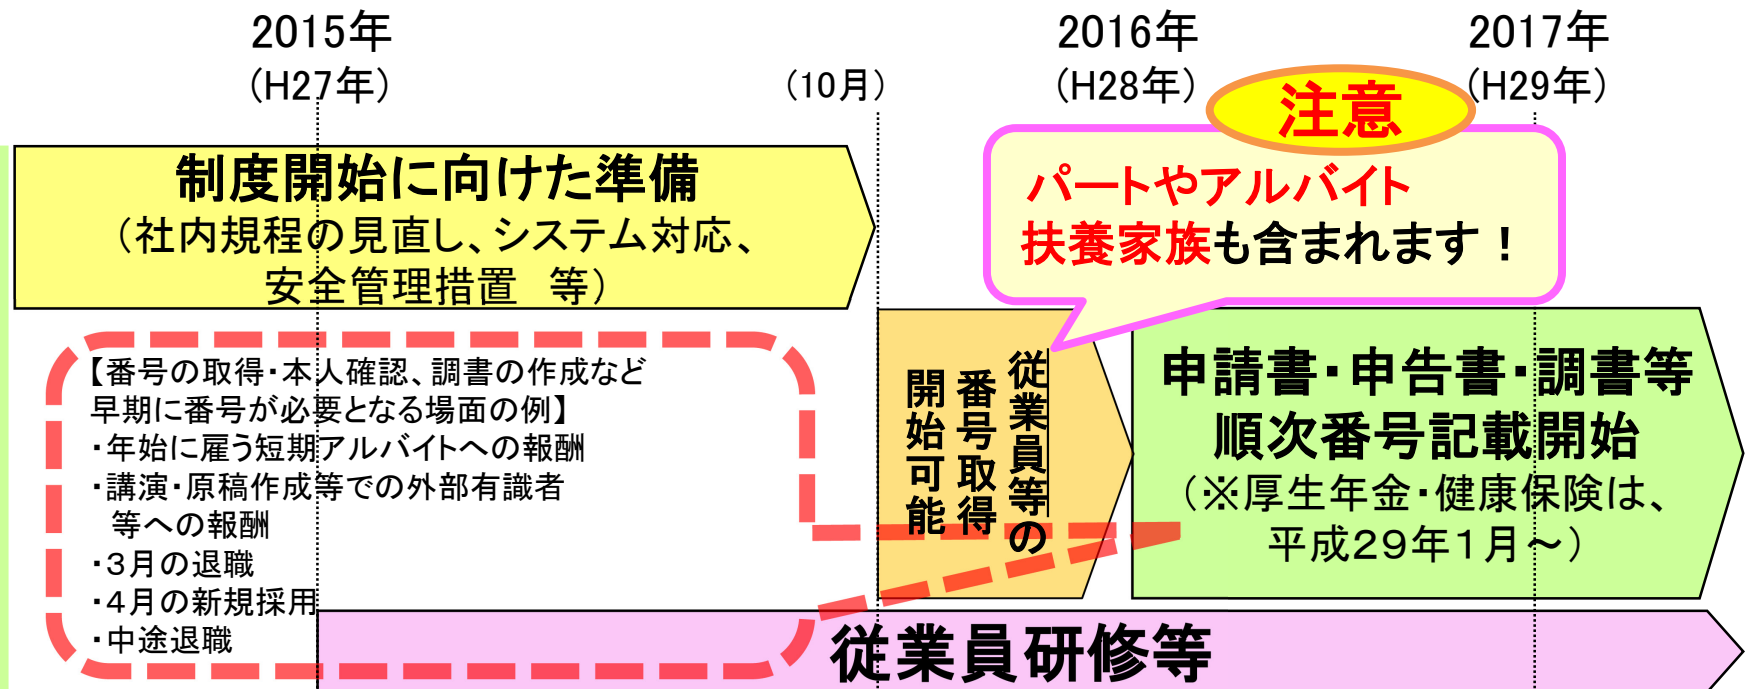 2015年
(H27年)
(10月)
2016年
(H28年)
2017年
(H29年)
注意
パートやアルバイト
扶養家族も含まれます！
制度開始に向けた準備
（社内規程の見直し、システム対応、
安全管理措置　等）
【番号の取得・本人確認、調書の作成など
早期に番号が必要となる場面の例】
・年始に雇う短期アルバイトへの報酬
・講演・原稿作成等での外部有識者
等への報酬
・３月の退職
・４月の新規採用
・中途退職
従業員等の
番号取得
開始可能
申請書・申告書・調書等
順次番号記載開始
（※厚生年金・健康保険は、
平成２９年１月～）
従業員研修等